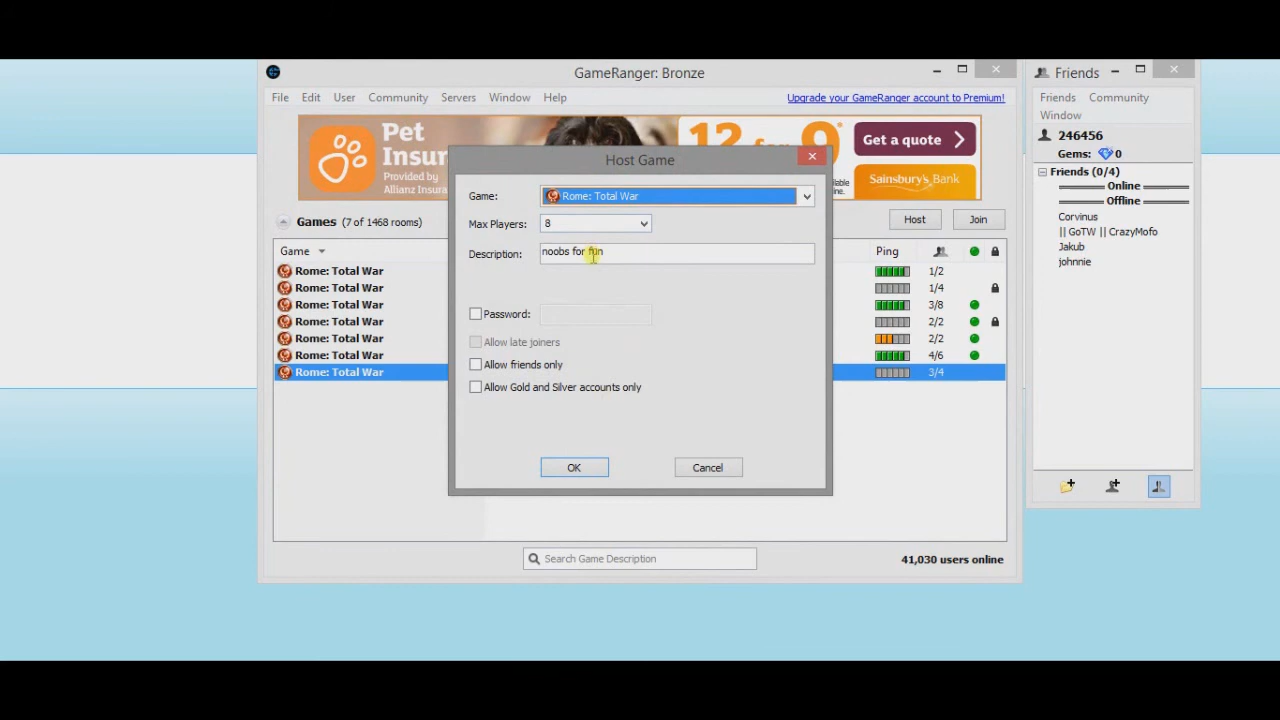 GameRanger: Bronze
File Edit User Community Servers Window Help
Upgrade your GameRanger account to Premium!
Pet
Insu
Provided by
Allianz Insu
12 for 9
Get a quote
Sainsbury's Bank
Games (7 of 1468 rooms)
Host Join
Game Ping
Rome: Total War 1/2
Rome: Total War 1/4
Rome: Total War 3/8
Rome: Total War 2/2
Rome: Total War 2/2
Rome: Total War 4/6
Rome: Total War 3/4
Search Game Description
41,030 users online
Host Game
Game: Rome: Total War
Max Players: 8
Description: noobs for fun
Password:
Allow late joiners
Allow friends only
Allow Gold and Silver accounts only
OK Cancel
Friends
Friends Community
Window
246456
Gems: 0
Friends (0/4)
Online
Offline
Corvinus
|| GoTW || CrazyMofo
Jakub
johnnie